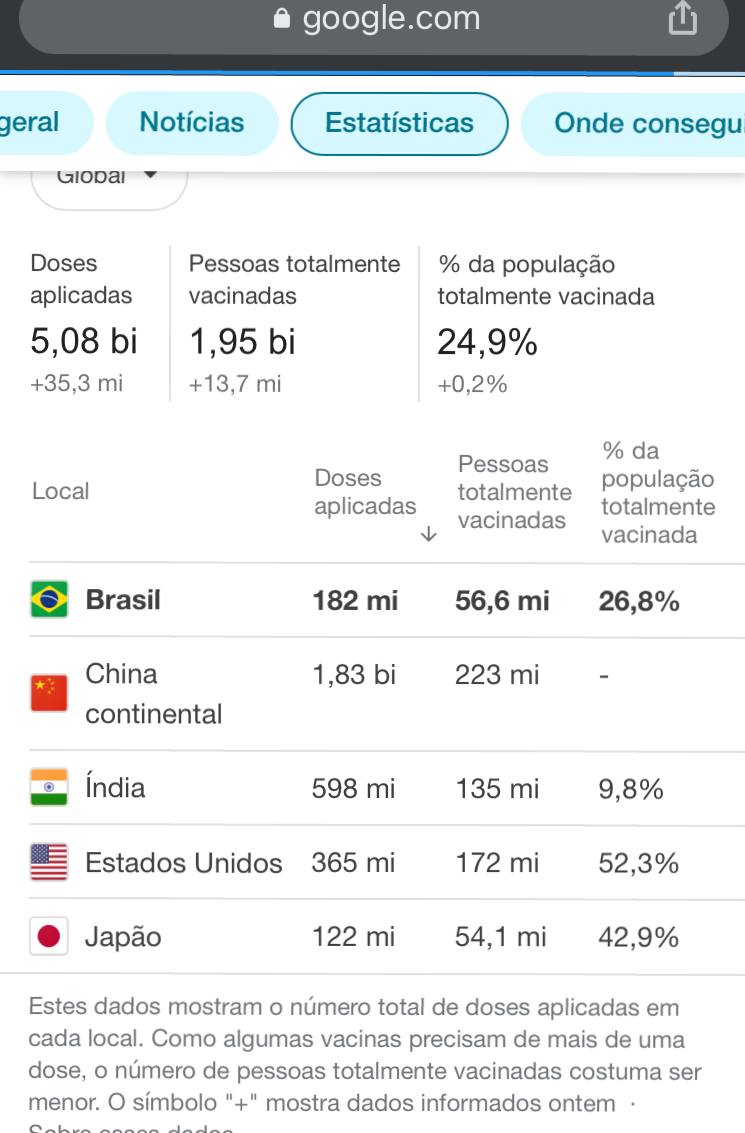 google.com
geral Notícias Estatísticas Onde consegui
Global
Doses aplicadas
5,08 bi
+35,3 mi
Pessoas totalmente vacinadas
1,95 bi
+13,7 mi
% da população totalmente vacinada
24,9%
+0,2%
Local Doses aplicadas ↓ Pessoas totalmente vacinadas % da população totalmente vacinada
Brasil 182 mi 56,6 mi 26,8%
China continental 1,83 bi 223 mi -
Índia 598 mi 135 mi 9,8%
Estados Unidos 365 mi 172 mi 52,3%
Japão 122 mi 54,1 mi 42,9%
Estes dados mostram o número total de doses aplicadas em
cada local. Como algumas vacinas precisam de mais de uma
dose, o número de pessoas totalmente vacinadas costuma ser
menor. O símbolo "+" mostra dados informados ontem ·
Sobre esses dados